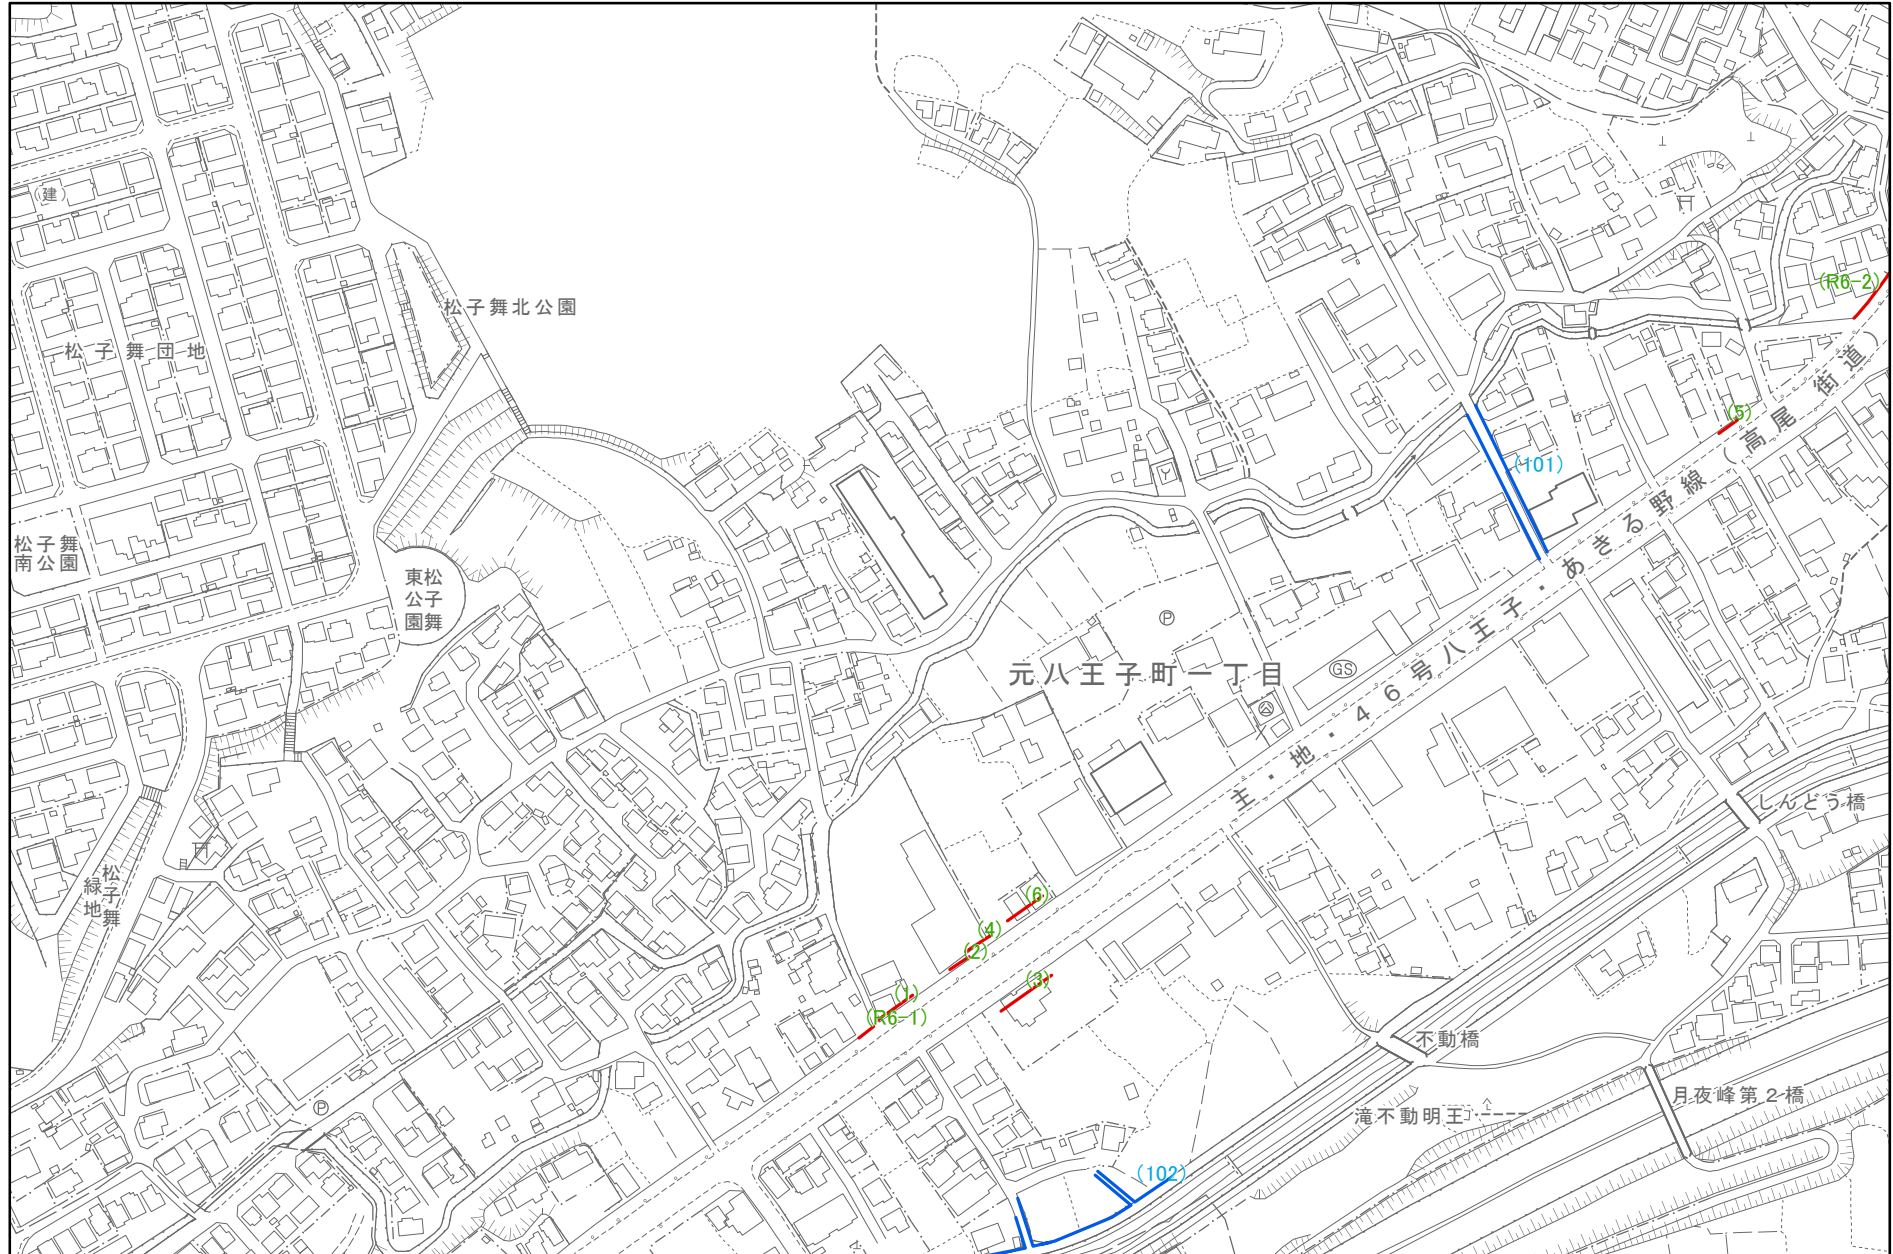 (建)
松子舞団地
松子舞北公園
松子舞
南公園
東松
公子
園舞
松子舞
緑地
元八王子町一丁目
P
GS
主・地・46号八王子・あきる野線(高尾街道)
しんどう橋
不動橋
滝不動明王
月夜峰第2橋
P
(R6-2)
(5)
(101)
(6)
(4)
(2)
(3)
(1)
(R6-1)
(102)